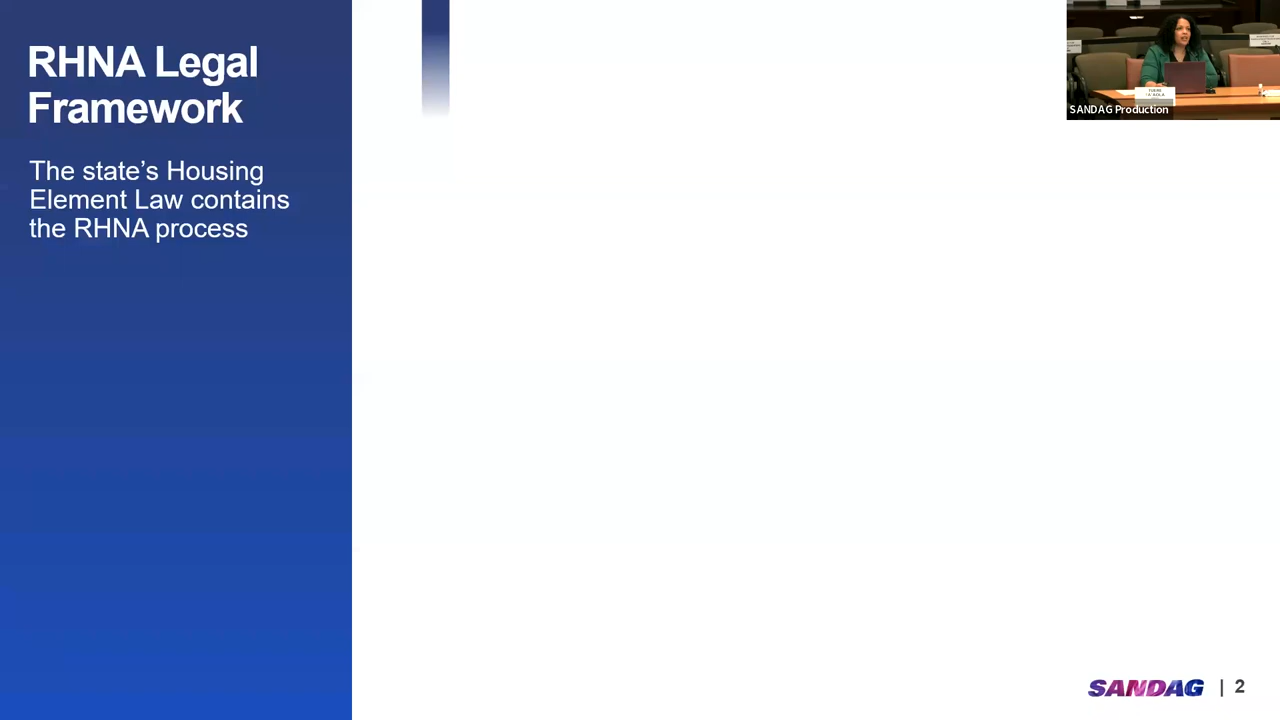 RHNA Legal
Framework
The state’s Housing
Element Law contains
the RHNA process
SANDAG Production
SANDAG | 2